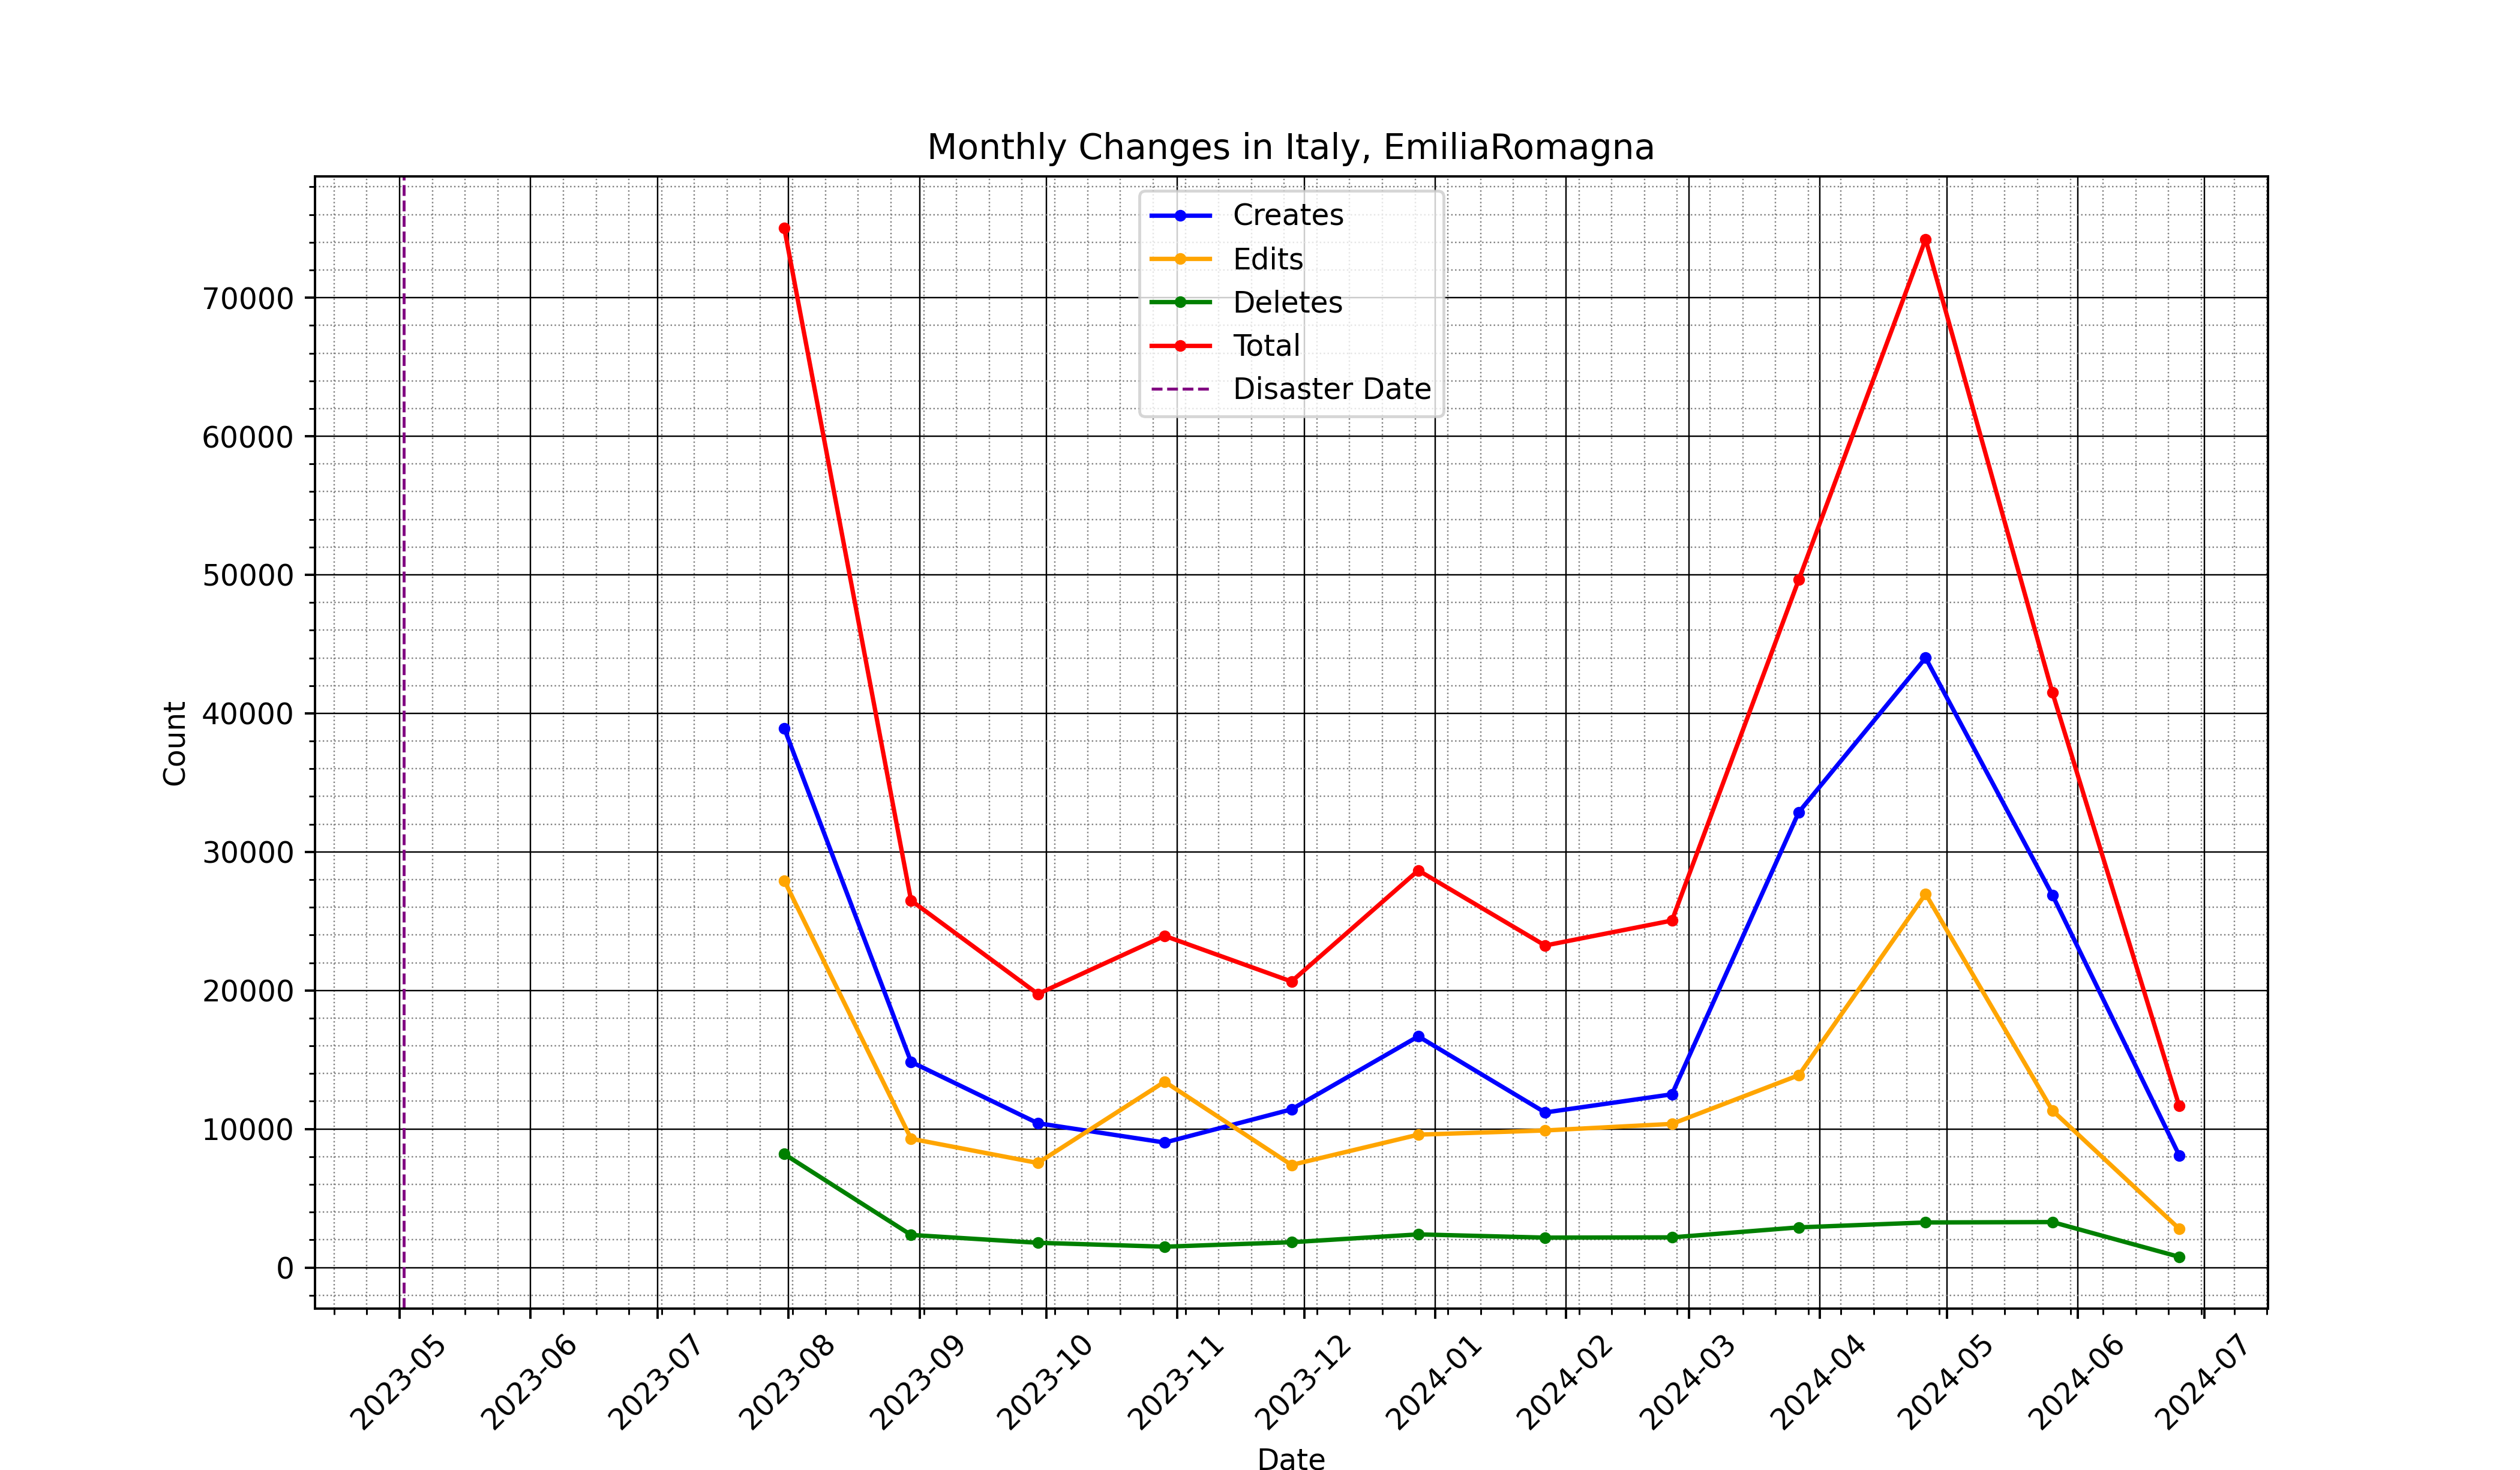 Monthly Changes in Italy, EmiliaRomagna
Creates
Edits
Deletes
Total
Disaster Date
Count
70000
60000
50000
40000
30000
20000
10000
0
2023-05
2023-06
2023-07
2023-08
2023-09
2023-10
2023-11
2023-12
2024-01
2024-02
2024-03
2024-04
2024-05
2024-06
2024-07
Date